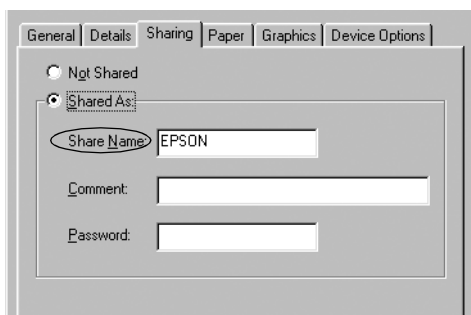 General Details Sharing Paper Graphics Device Options
Not Shared
Shared As:
Share Name: EPSON
Comment:
Password: